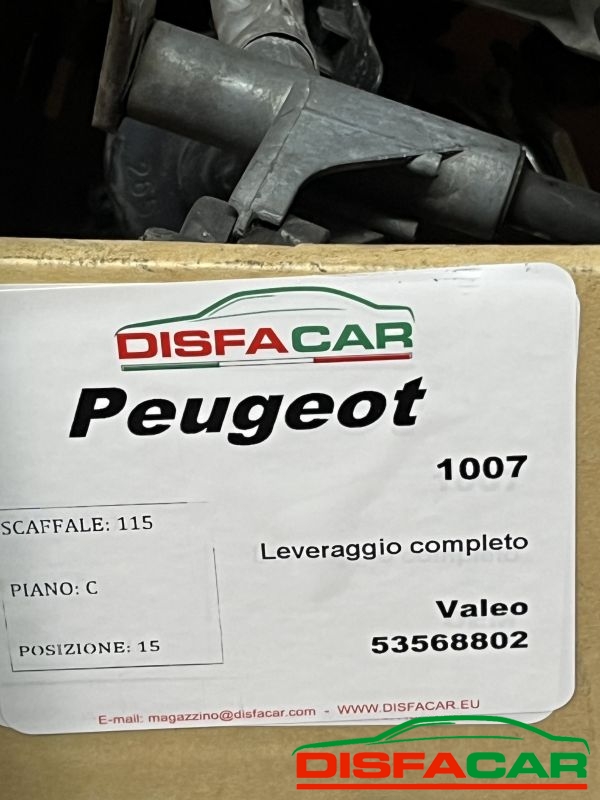 DISFACAR
Peugeot
1007
SCAFFALE: 115
Leveraggio completo
PIANO: C
Valeo
53568802
POSIZIONE: 15
E-mail: magazzino@disfacar.com - WWW.DISFACAR.EU
DISFACAR